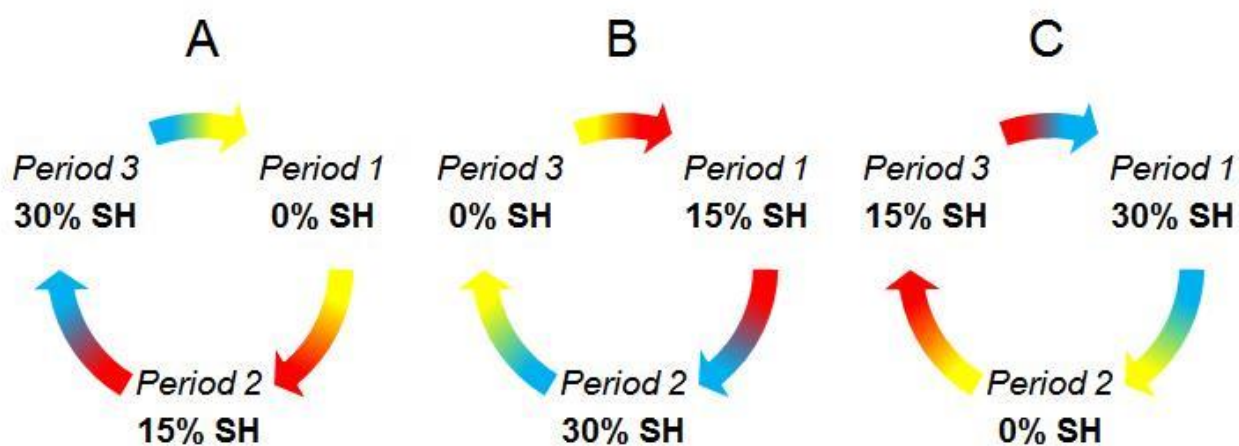 A
B
C
Period 3
Period 1
30% SH
0% SH
Period 2
15% SH
Period 3
Period 1
0% SH
15% SH
Period 2
30% SH
Period 3
Period 1
15% SH
30% SH
Period 2
0% SH